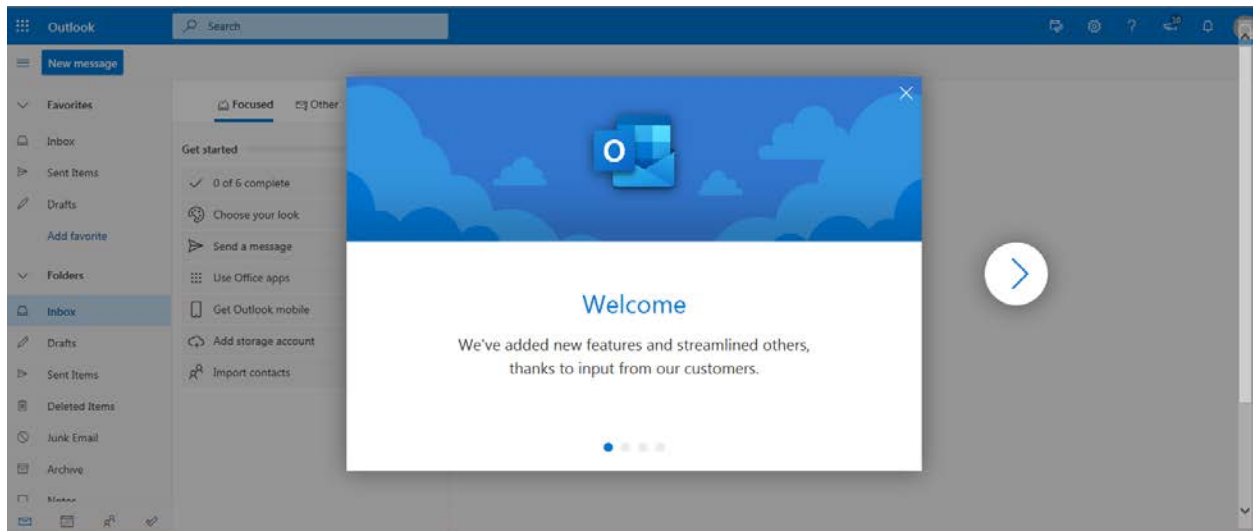 Outlook
Search
?
10
New message
Favorites
Inbox
Sent Items
Drafts
Add favorite
Folders
Inbox
Drafts
Sent Items
Deleted Items
Junk Email
Archive
Notes
Focused
Other
Get started
0 of 6 complete
Choose your look
Send a message
Use Office apps
Get Outlook mobile
Add storage account
Import contacts
O
Welcome
We've added new features and streamlined others,
thanks to input from our customers.